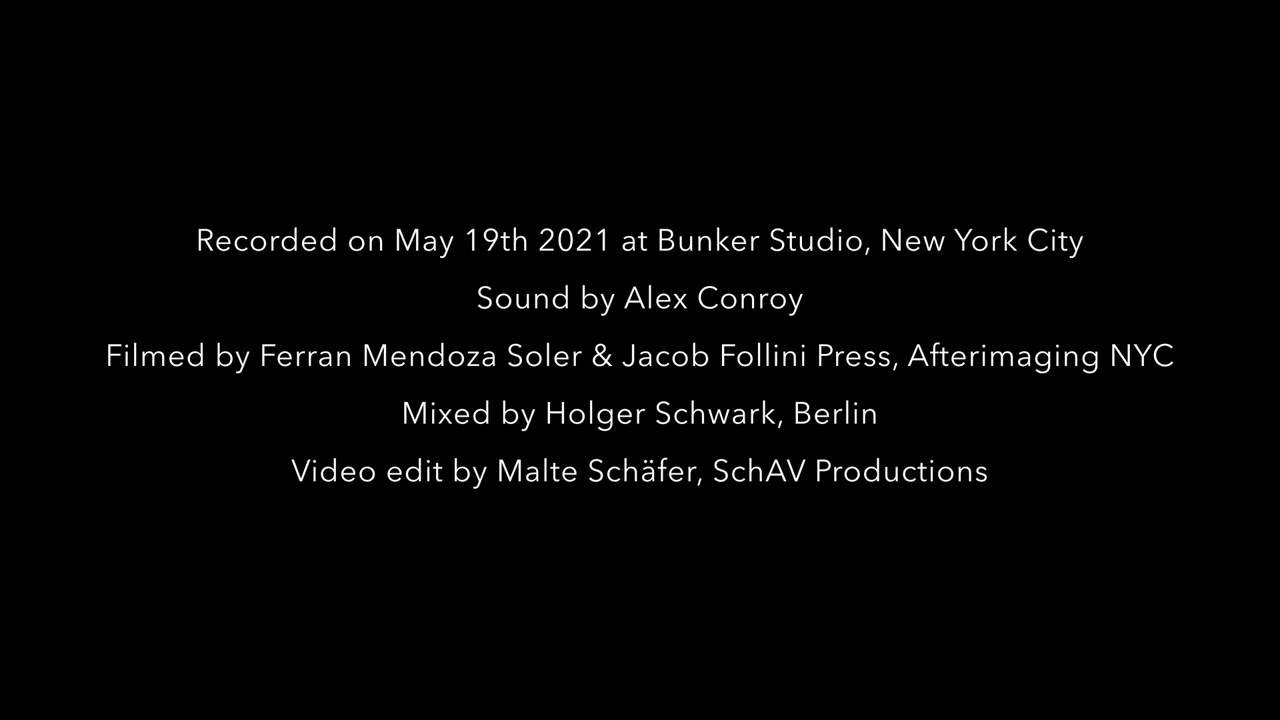 Recorded on May 19th 2021 at Bunker Studio, New York City
Sound by Alex Conroy
Filmed by Ferran Mendoza Soler & Jacob Follini Press, Afterimaging NYC
Mixed by Holger Schwark, Berlin
Video edit by Malte Schäfer, SchAV Productions